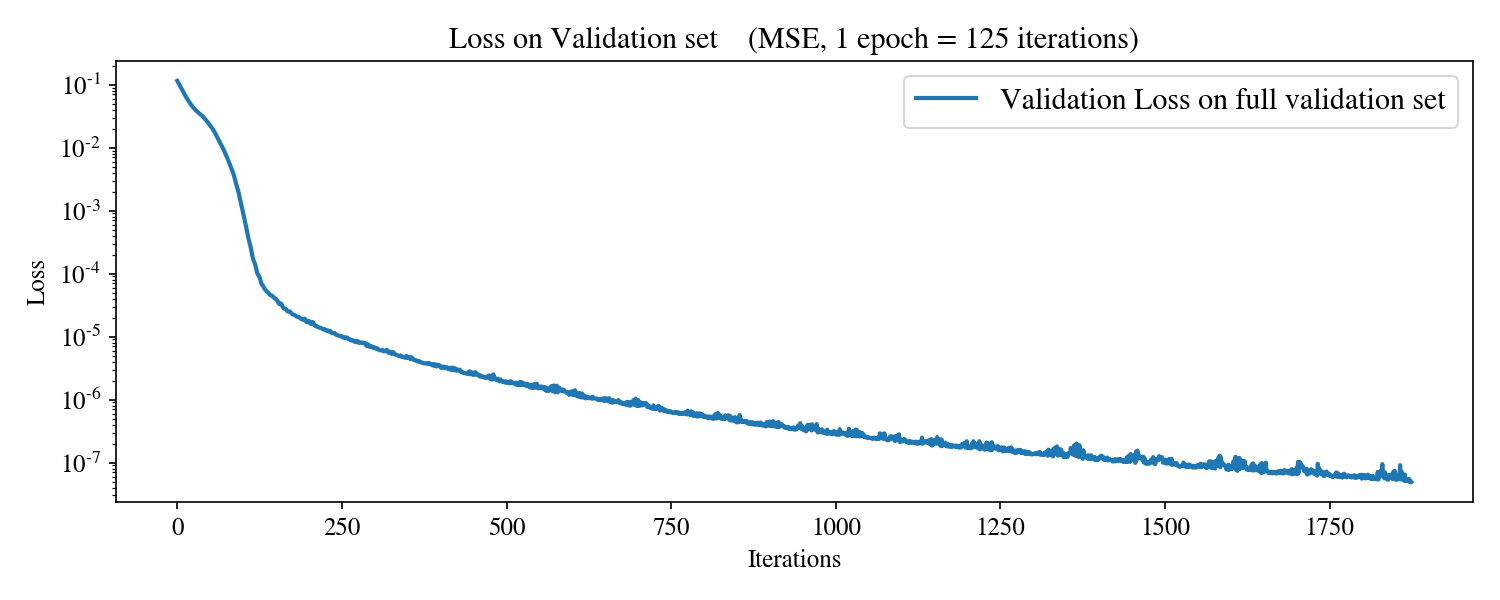 Loss on Validation set (MSE, 1 epoch = 125 iterations)
Validation Loss on full validation set
10-1
10-2
10-3
10-4
10-5
10-6
10-7
Loss
0 250 500 750 1000 1250 1500 1750
Iterations